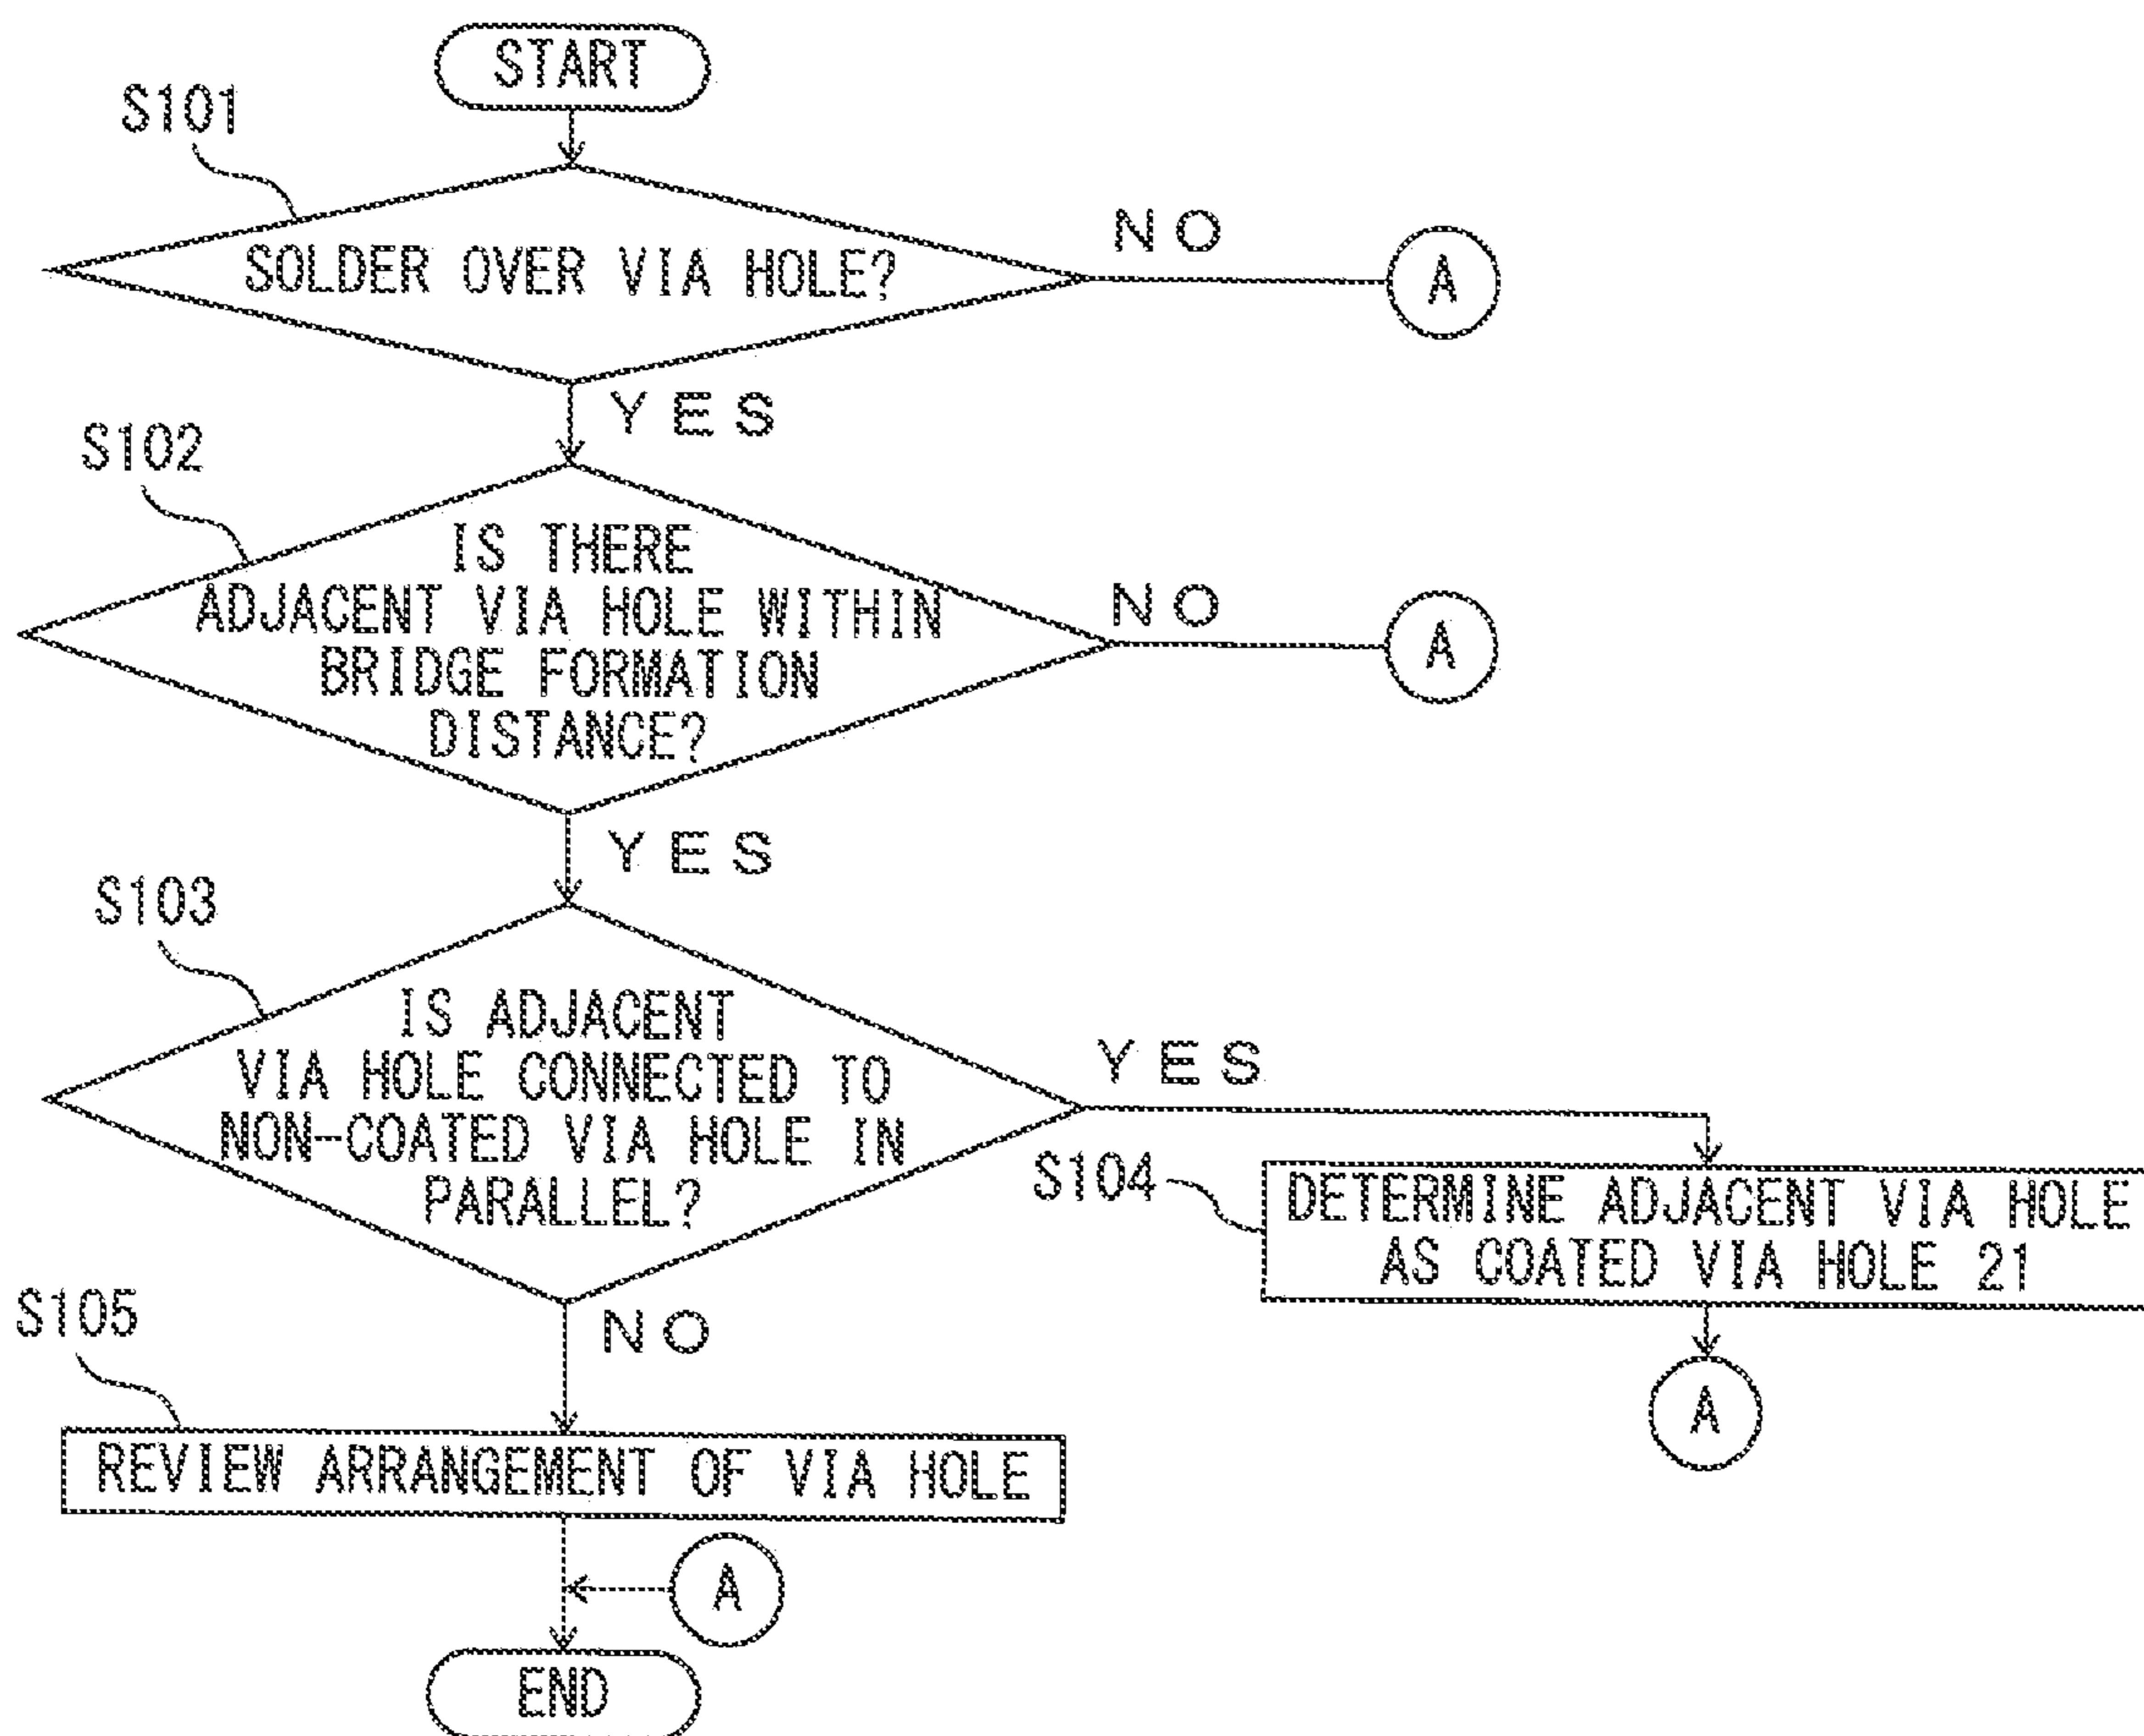 START
S101
SOLDER OVER VIA HOLE?
NO
A
YES
S102
IS THERE
ADJACENT VIA HOLE WITHIN
BRIDGE FORMATION
DISTANCE?
NO
A
YES
S103
IS ADJACENT
VIA HOLE CONNECTED TO
NON-COATED VIA HOLE IN
PARALLEL?
YES
S104
DETERMINE ADJACENT VIA HOLE
AS COATED VIA HOLE 21
A
NO
S105
REVIEW ARRANGEMENT OF VIA HOLE
A
END